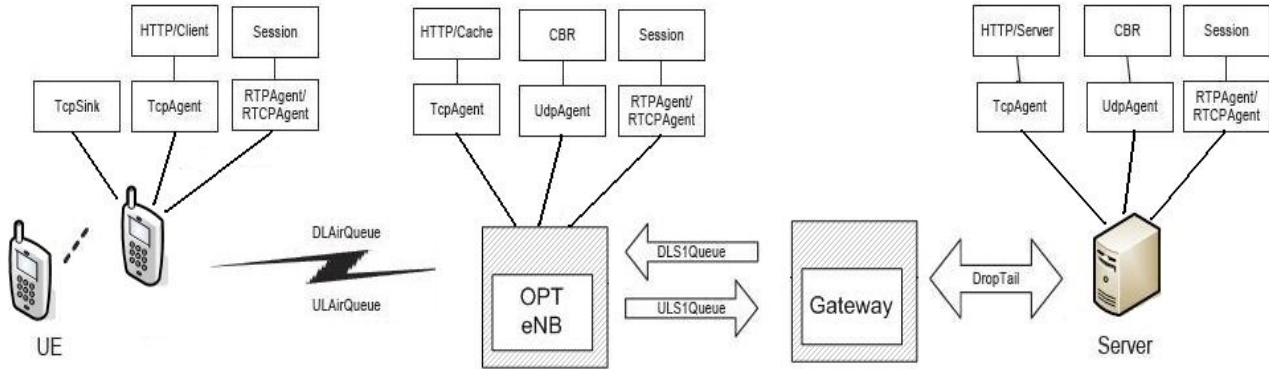 HTTP/Client
Session
TcpSink
TcpAgent
RTPAgent/
RTCPAgent
HTTP/Cache
CBR
Session
TcpAgent
UdpAgent
RTPAgent/
RTCPAgent
HTTP/Server
CBR
Session
TcpAgent
UdpAgent
RTPAgent/
RTCPAgent
DLAirQueue
ULAirQueue
UE
OPT
eNB
DLS1Queue
ULS1Queue
Gateway
DropTail
Server